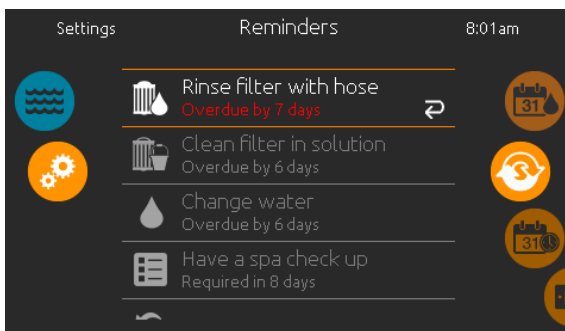 Settings
Reminders
8:01am
Rinse filter with hose
Overdue by 7 days
Clean filter in solution
Overdue by 6 days
Change water
Overdue by 6 days
Have a spa check up
Required in 8 days
31
31